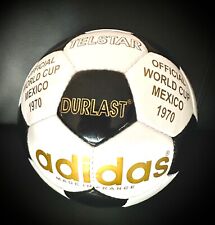 TELSTAR
OFFICIAL
WORLD CUP
MEXICO
1970
OFFICIAL
WORLD CUP
MEXICO
1970
DURLAST®
adidas
MADE IN FRANCE